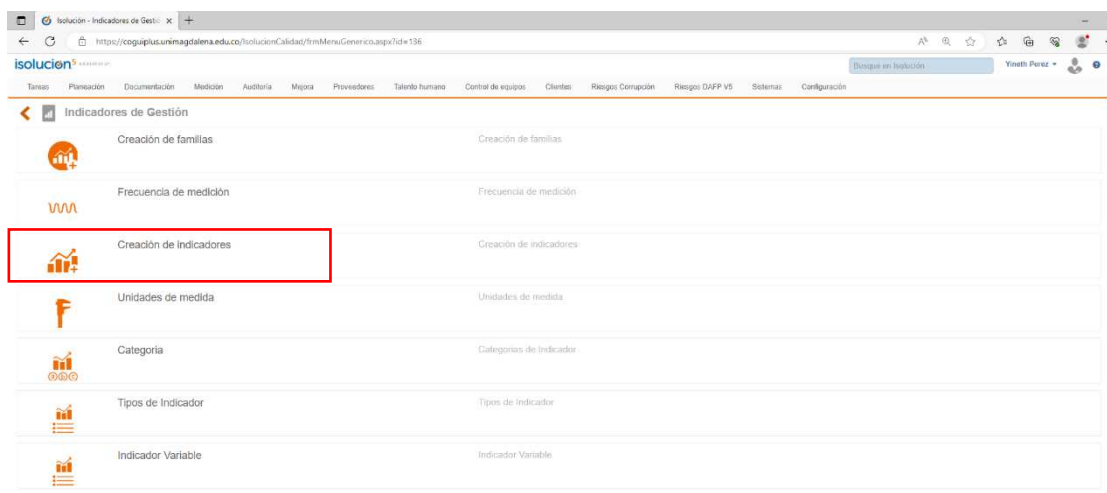 Isolución - Indicadores de Gestió
https://coguiplus.unimagdalena.edu.co/IsolucionCalidad/frmMenuGenerico.aspx?id=136
isolución5
Busque en Isolución
Yineth Perez
Tareas Planeación Documentación Medición Auditoría Mejora Proveedores Talento humano Control de equipos Clientes Riesgos Corrupción Riesgos DAFP V5 Sistemas Configuración
Indicadores de Gestión
Creación de familias Creación de familias
Frecuencia de medición Frecuencia de medición
Creación de indicadores Creación de indicadores
Unidades de medida Unidades de medida
Categoria Categorias de Indicador
abc
Tipos de Indicador Tipos de Indicador
Indicador Variable Indicador Variable